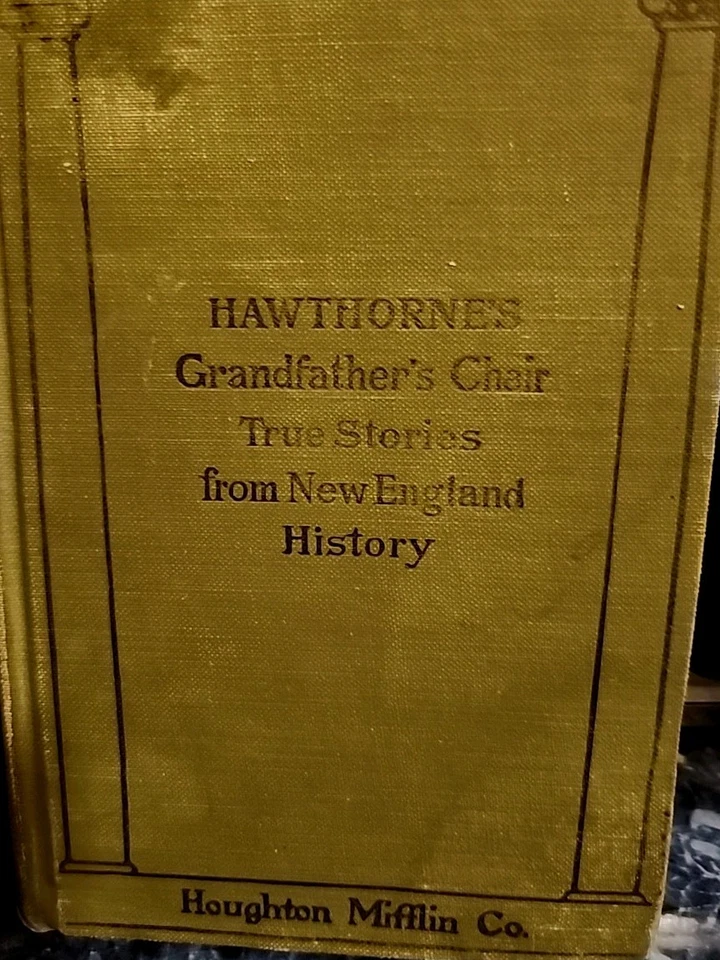 HAWTHORNE'S
Grandfather's Chair
True Stories
from New England
History
Houghton Mifflin Co.